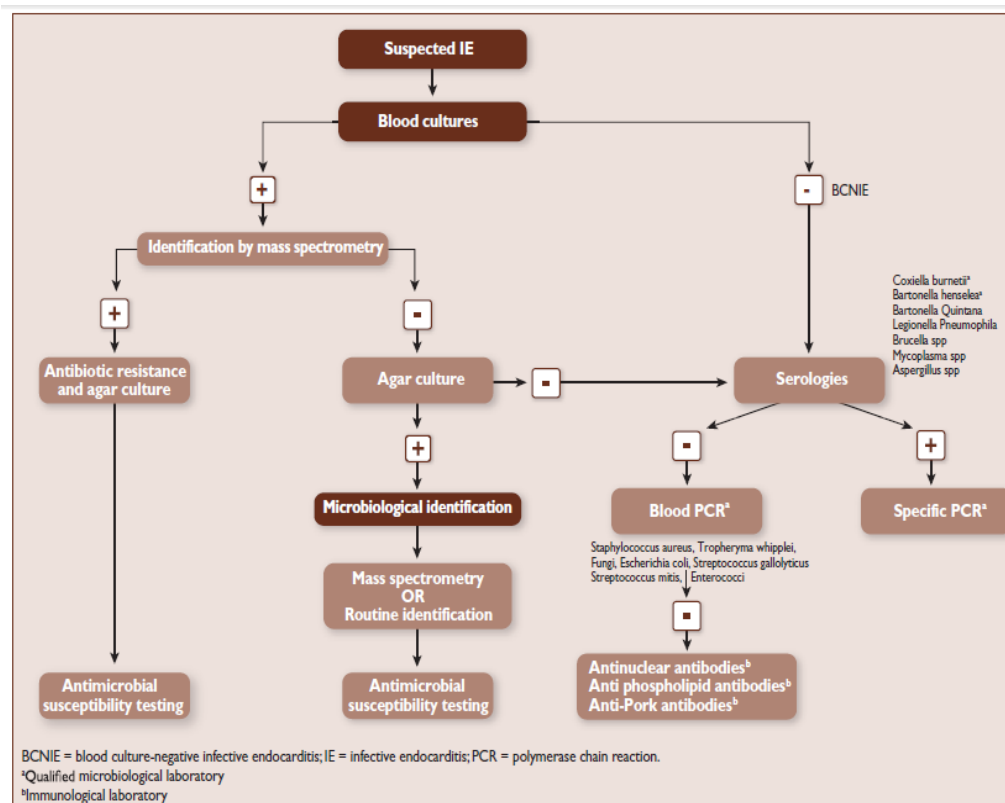 Suspected IE
Blood cultures
+
-
BCNIE
Identification by mass spectrometry
+
-
Coxiella burnetiiᵃ
Bartonella henseleaᵃ
Bartonella Quintana
Legionella Pneumophila
Brucella spp
Mycoplasma spp
Aspergillus spp
Antibiotic resistance
and agar culture
Agar culture
-
Serologies
+
-
+
Microbiological identification
Blood PCRᵃ
Specific PCRᵃ
Staphylococcus aureus, Tropheryma whipplei,
Fungi, Escherichia coli, Streptococcus gallolyticus
Streptococcus mitis, Enterococci
Mass spectrometry
OR
Routine identification
-
Antimicrobial
susceptibility testing
Antimicrobial
susceptibility testing
Antinuclear antibodiesᵇ
Anti phospholipid antibodiesᵇ
Anti-Pork antibodiesᵇ
BCNIE = blood culture-negative infective endocarditis; IE = infective endocarditis; PCR = polymerase chain reaction.
ᵃQualified microbiological laboratory
ᵇImmunological laboratory